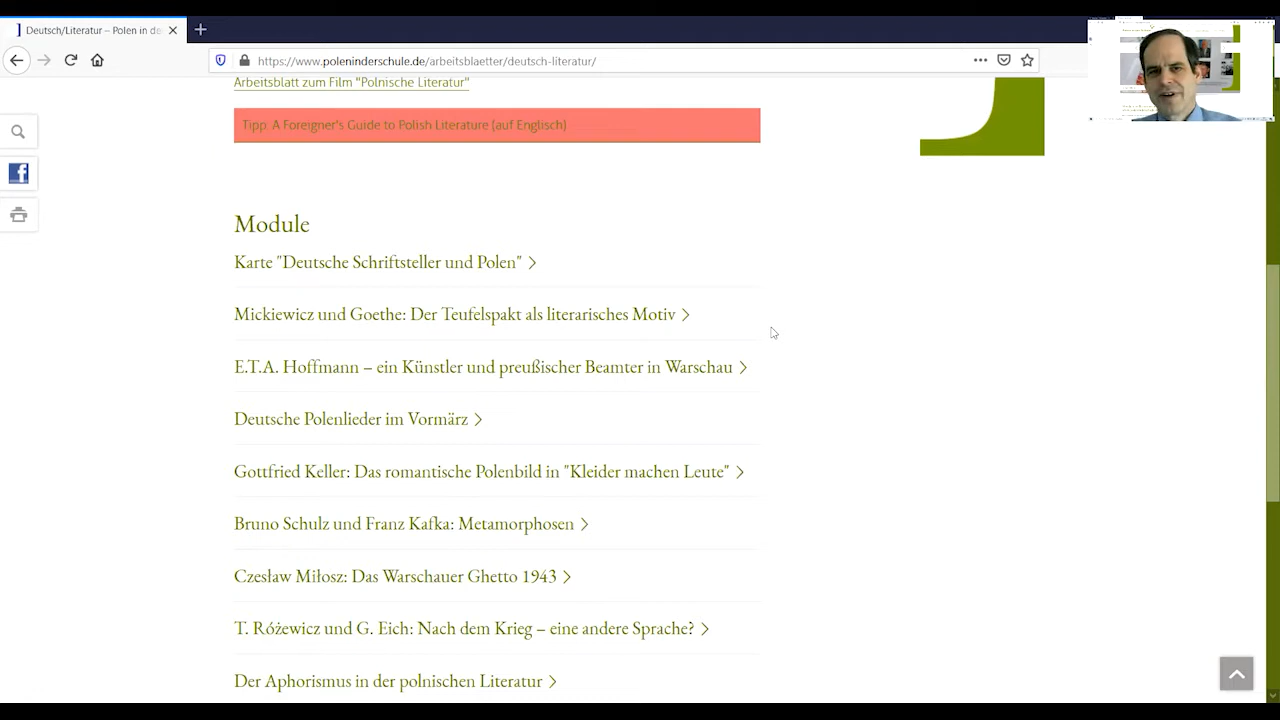 Deutsch/Literatur – Polen in de
https://www.poleninderschule.de/arbeitsblaetter/deutsch-literatur/
Arbeitsblatt zum Film "Polnische Literatur"
Tipp: A Foreigner's Guide to Polish Literature (auf Englisch)
Module
Karte "Deutsche Schriftsteller und Polen"
Mickiewicz und Goethe: Der Teufelspakt als literarisches Motiv
E.T.A. Hoffmann – ein Künstler und preußischer Beamter in Warschau
Deutsche Polenlieder im Vormärz
Gottfried Keller: Das romantische Polenbild in "Kleider machen Leute"
Bruno Schulz und Franz Kafka: Metamorphosen
Czesław Miłosz: Das Warschauer Ghetto 1943
T. Różewicz und G. Eich: Nach dem Krieg – eine andere Sprache?
Der Aphorismus in der polnischen Literatur